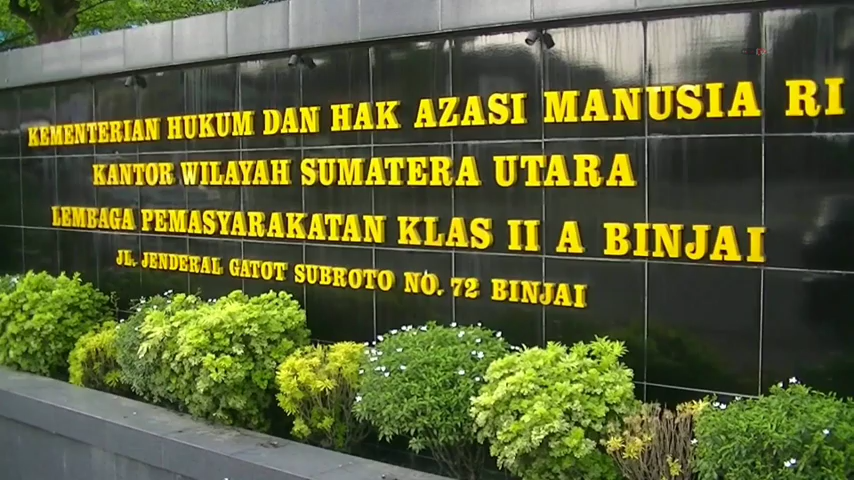 KEMENTERIAN HUKUM DAN HAK AZASI MANUSIA RI
KANTOR WILAYAH SUMATERA UTARA
LEMBAGA PEMASYARAKATAN KLAS II A BINJAI
JL. JENDERAL GATOT SUBROTO NO. 72 BINJAI